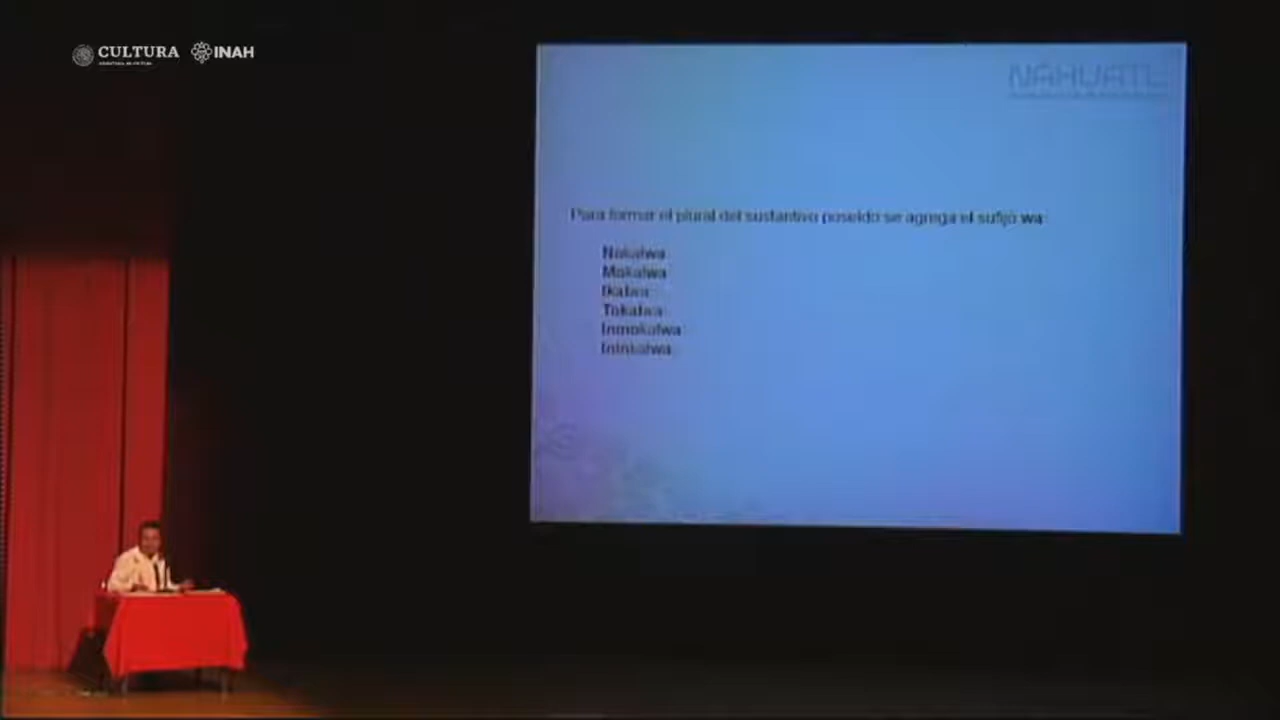 CULTURA INAH
NÁHUATL
Para formar el plural del sustantivo poseído se agrega el sufijo wa
Nokalwa
Mokalwa
Ikalwa
Tokalwa
Inmokalwa
Ininkalwa